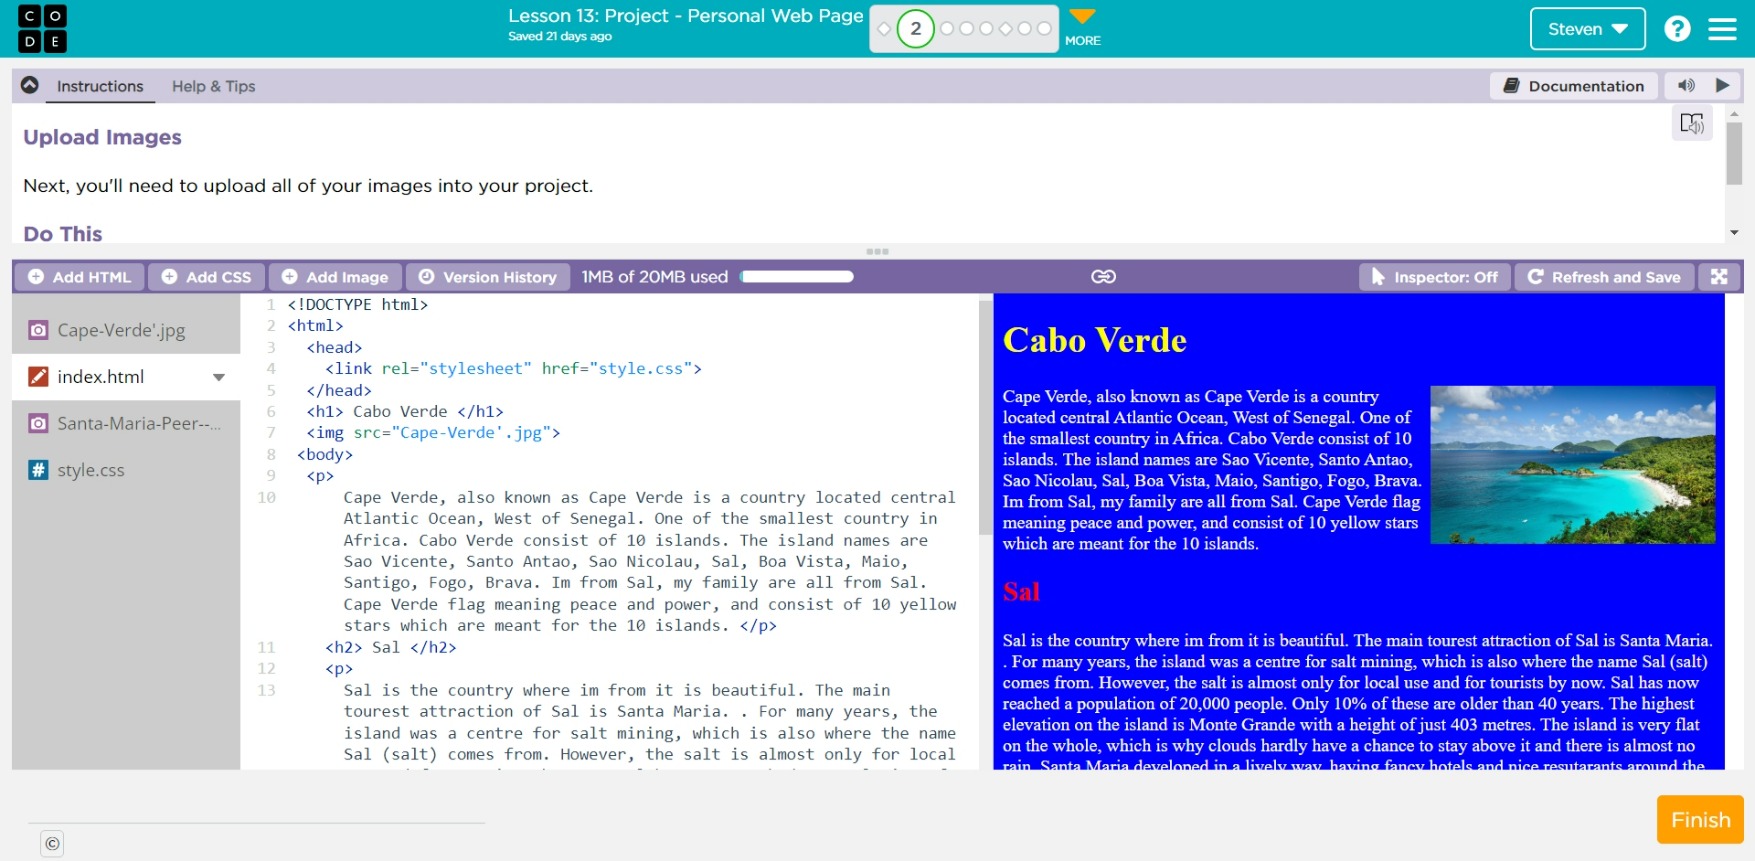 CODE
Lesson 13: Project - Personal Web Page
Saved 21 days ago
2
MORE
Steven
?
Instructions
Help & Tips
Documentation
Upload Images
Next, you'll need to upload all of your images into your project.
Do This
Add HTML
Add CSS
Add Image
Version History
1MB of 20MB used
Inspector: Off
Refresh and Save
Cape-Verde'.jpg
index.html
Santa-Maria-Peer--...
# style.css
1 <!DOCTYPE html>
2 <html>
3 <head>
4 <link rel="stylesheet" href="style.css">
5 </head>
6 <h1> Cabo Verde </h1>
7 <img src="Cape-Verde'.jpg">
8 <body>
9 <p>
10 Cape Verde, also known as Cape Verde is a country located central
Atlantic Ocean, West of Senegal. One of the smallest country in
Africa. Cabo Verde consist of 10 islands. The island names are
Sao Vicente, Santo Antao, Sao Nicolau, Sal, Boa Vista, Maio,
Santigo, Fogo, Brava. Im from Sal, my family are all from Sal.
Cape Verde flag meaning peace and power, and consist of 10 yellow
stars which are meant for the 10 islands. </p>
11 <h2> Sal </h2>
12 <p>
13 Sal is the country where im from it is beautiful. The main
tourest attraction of Sal is Santa Maria. . For many years, the
island was a centre for salt mining, which is also where the name
Sal (salt) comes from. However, the salt is almost only for local
Cabo Verde
Cape Verde, also known as Cape Verde is a country
located central Atlantic Ocean, West of Senegal. One of
the smallest country in Africa. Cabo Verde consist of 10
islands. The island names are Sao Vicente, Santo Antao,
Sao Nicolau, Sal, Boa Vista, Maio, Santigo, Fogo, Brava.
Im from Sal, my family are all from Sal. Cape Verde flag
meaning peace and power, and consist of 10 yellow stars
which are meant for the 10 islands.
Sal
Sal is the country where im from it is beautiful. The main tourest attraction of Sal is Santa Maria.
. For many years, the island was a centre for salt mining, which is also where the name Sal (salt)
comes from. However, the salt is almost only for local use and for tourists by now. Sal has now
reached a population of 20,000 people. Only 10% of these are older than 40 years. The highest
elevation on the island is Monte Grande with a height of just 403 metres. The island is very flat
on the whole, which is why clouds hardly have a chance to stay above it and there is almost no
rain. Santa Maria developed in a lively way, having fancy hotels and nice resutarants around the
Finish
©